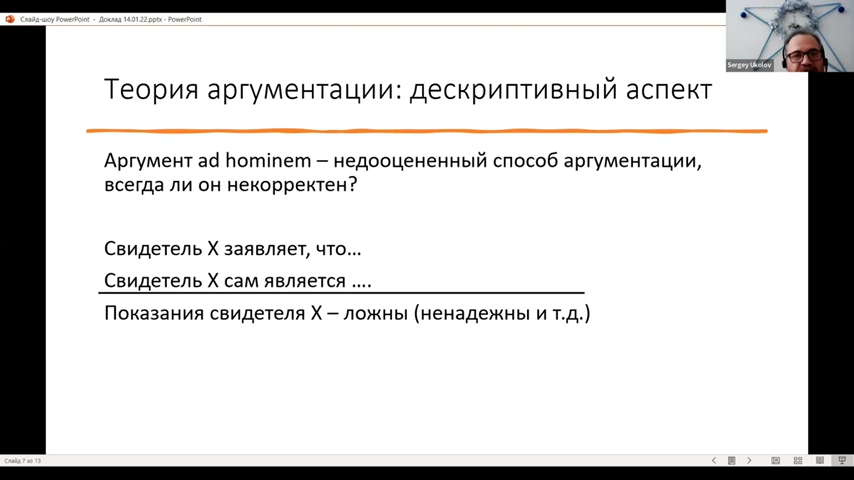 Слайд-шоу PowerPoint - Доклад 14.01.22.pptx - PowerPoint
Sergey Ukolov
Теория аргументации: дескриптивный аспект
Аргумент ad hominem – недооцененный способ аргументации,
всегда ли он некорректен?
Свидетель X заявляет, что…
Свидетель X сам является ….
Показания свидетеля X – ложны (ненадежны и т.д.)
Слайд 7 из 13